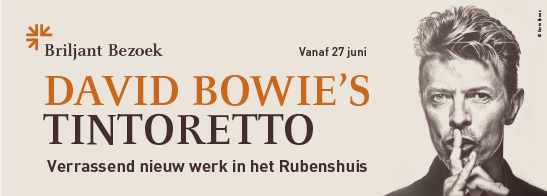 Briljant Bezoek
Vanaf 27 juni
DAVID BOWIE'S
TINTORETTO
Verrassend nieuw werk in het Rubenshuis